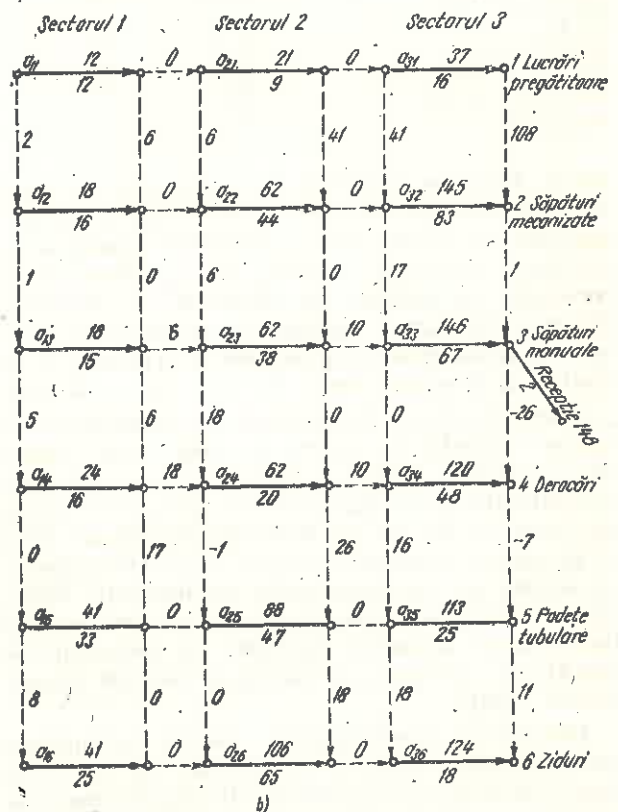 Sectorul 1 Sectorul 2 Sectorul 3
a11 12 0 a21 21 0 a31 37 1 Lucrări
12 9 16 pregătitoare
2 6 6 41 41 108
a12 18 0 a22 62 0 a32 145 2 Săpături
16 44 83 mecanizate
1 0 6 0 17 1
a13 18 6 a23 62 10 a33 146 3 Săpături
15 38 67 manuale
Recepție 148
2
5 6 18 0 0 -26
a14 24 18 a24 62 10 a34 120 4 Derocări
16 20 48
0 17 -1 26 16 -7
a15 41 0 a25 88 0 a35 113 5 Podețe
33 47 25 tubulare
8 0 0 18 18 11
a16 41 0 a26 106 0 a36 124 6 Ziduri
25 65 18
b)